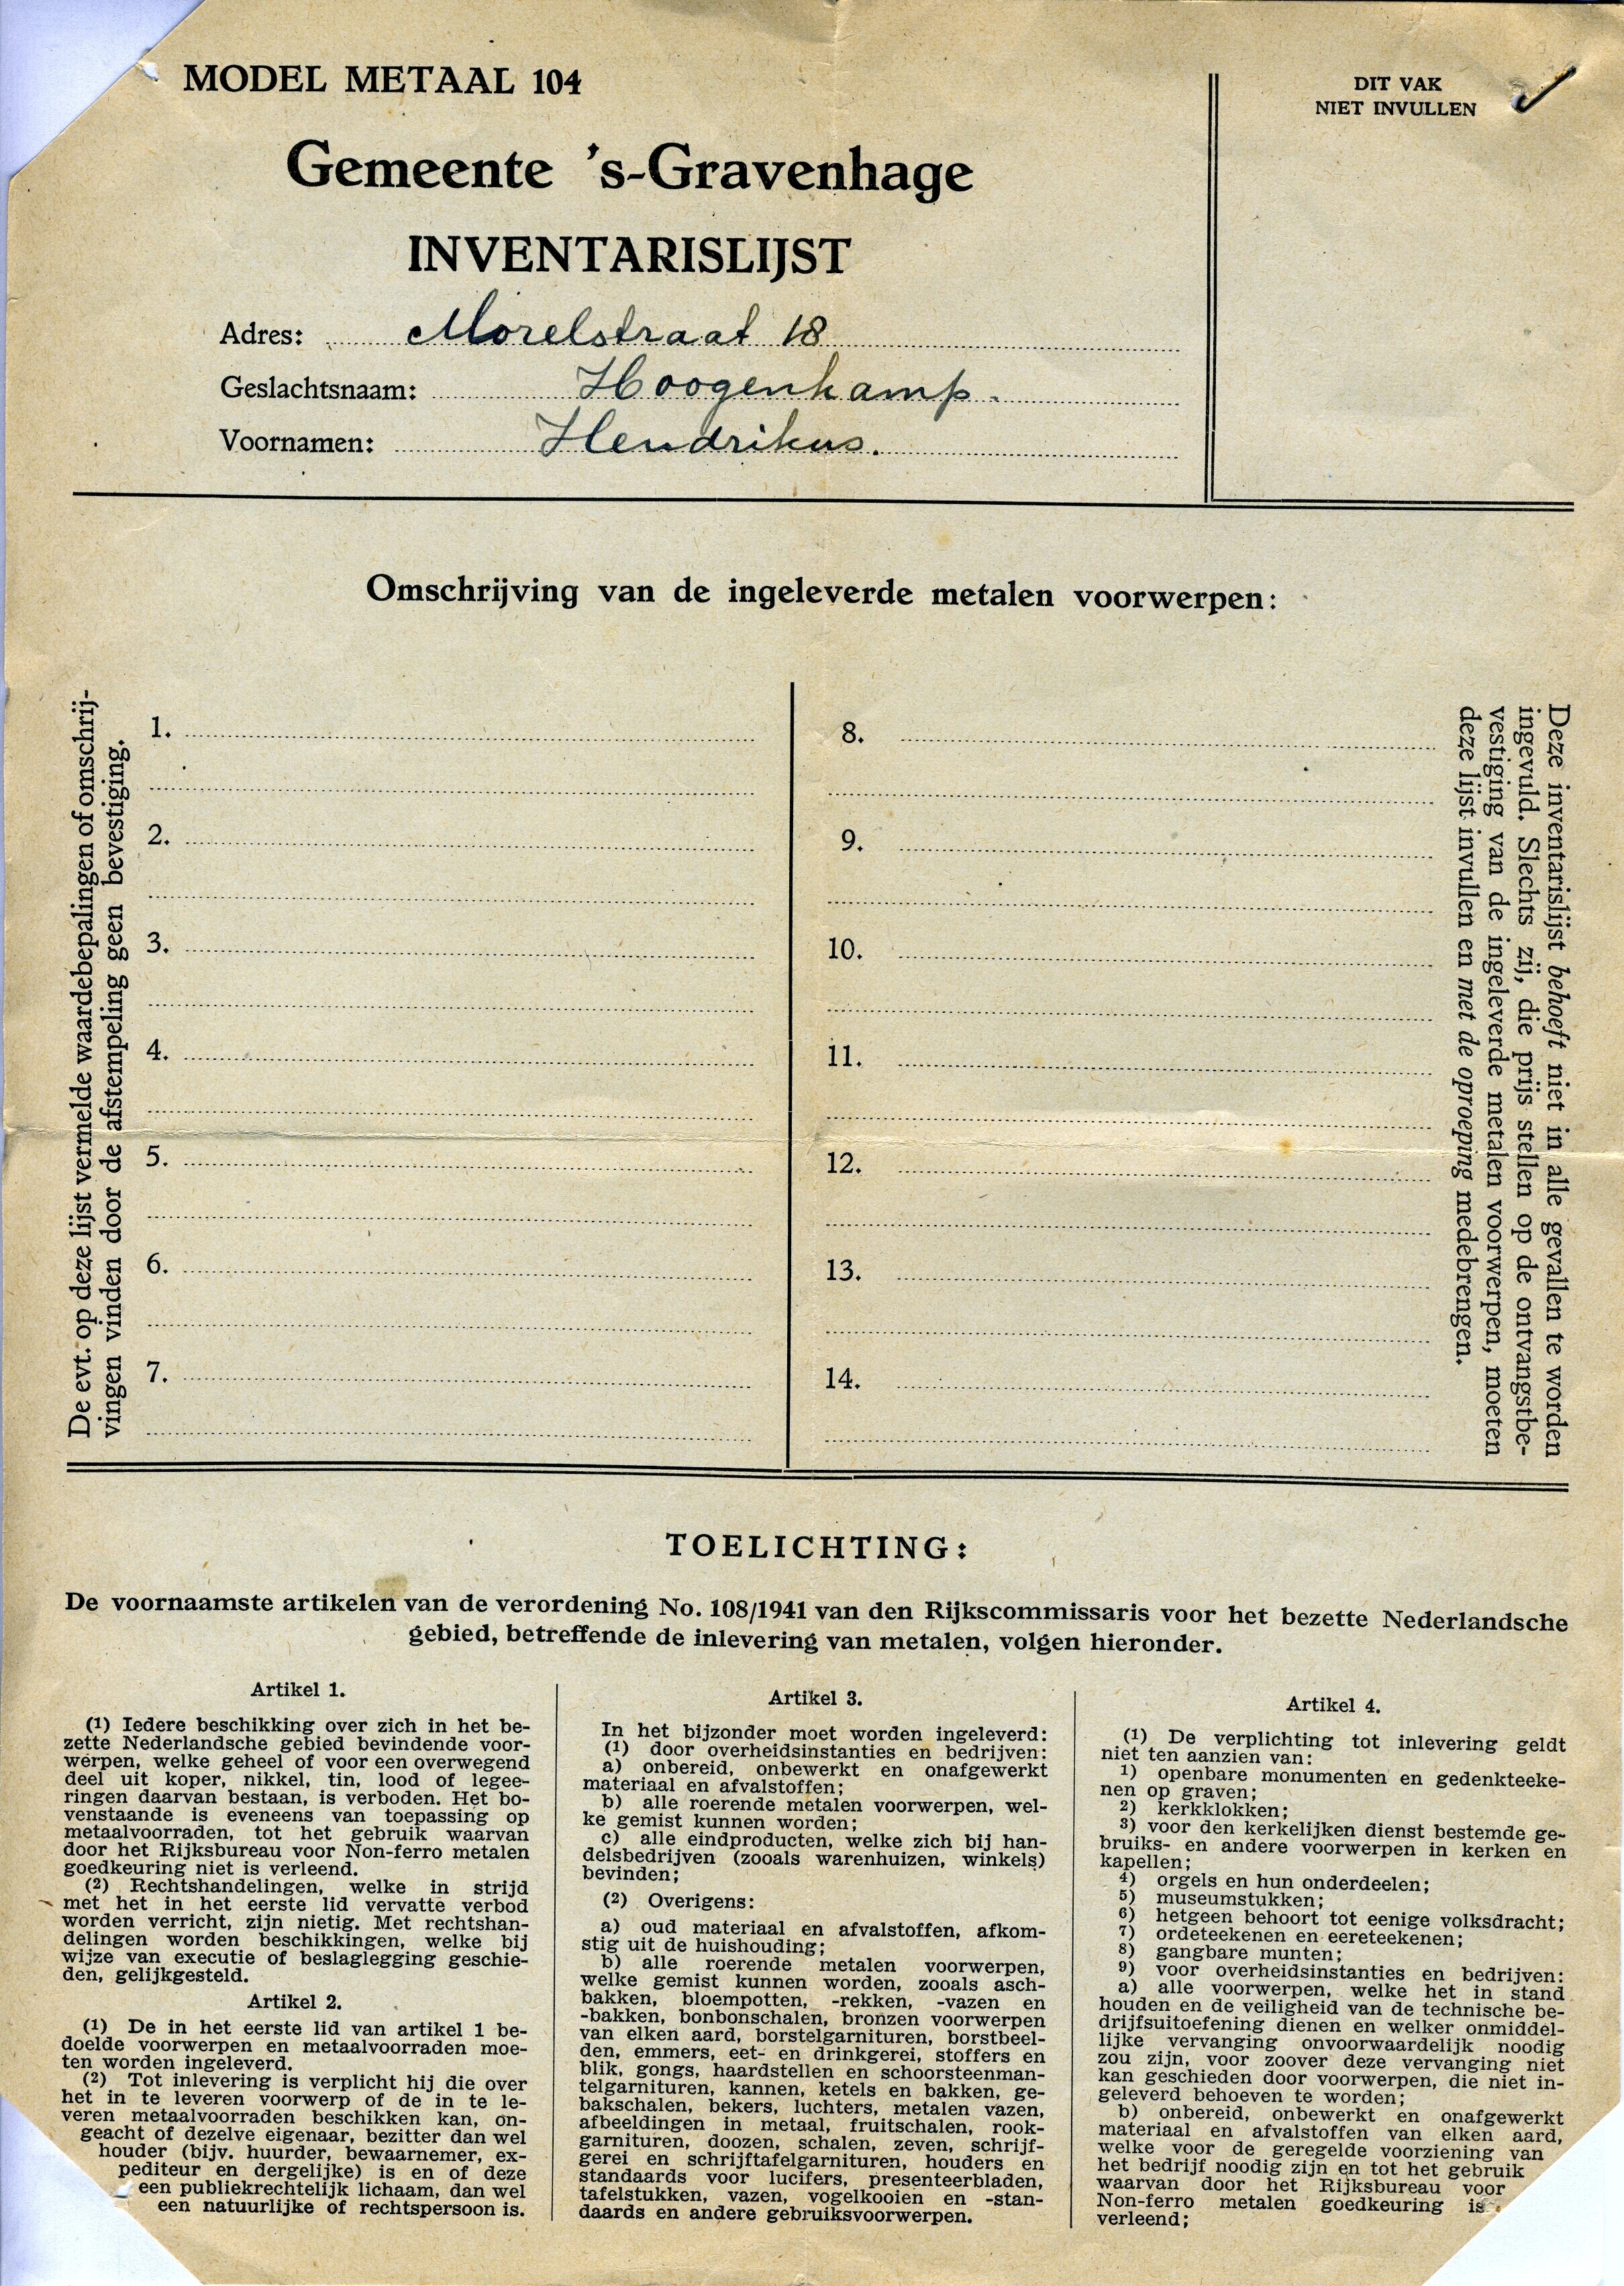 MODEL METAAL 104
DIT VAK
NIET INVULLEN
Gemeente 's-Gravenhage
INVENTARISLIJST
Adres: Morelstraat 18
Geslachtsnaam: Hoogenkamp.
Voornamen: Hendrikus.
Omschrijving van de ingeleverde metalen voorwerpen:
De evt. op deze lijst vermelde waardebepalingen of omschrij-
vingen vinden door de afstempeling geen bevestiging.
1.
2.
3.
4.
5.
6.
7.
8.
9.
10.
11.
12.
13.
14.
Deze inventarislijst behoeft niet in alle gevallen te worden
ingevuld. Slechts zij, die prijs stellen op de ontvangstbe-
vestiging van de ingeleverde metalen voorwerpen, moeten
deze lijst invullen en met de oproeping medebrengen.
TOELICHTING:
De voornaamste artikelen van de verordening No. 108/1941 van den Rijkscommissaris voor het bezette Nederlandsche
gebied, betreffende de inlevering van metalen, volgen hieronder.
Artikel 1.
(1) Iedere beschikking over zich in het be-
zette Nederlandsche gebied bevindende voor-
werpen, welke geheel of voor een overwegend
deel uit koper, nikkel, tin, lood of legee-
ringen daarvan bestaan, is verboden. Het bo-
venstaande is eveneens van toepassing op
metaalvoorraden, tot het gebruik waarvan
door het Rijksbureau voor Non-ferro metalen
goedkeuring niet is verleend.
(2) Rechtshandelingen, welke in strijd
met het in het eerste lid vervatte verbod
worden verricht, zijn nietig. Met rechtshan-
delingen worden beschikkingen, welke bij
wijze van executie of beslaglegging geschie-
den, gelijkgesteld.
Artikel 2.
(1) De in het eerste lid van artikel 1 be-
doelde voorwerpen en metaalvoorraden moe-
ten worden ingeleverd.
(2) Tot inlevering is verplicht hij die over
het in te leveren voorwerp of de in te le-
veren metaalvoorraden beschikken kan, on-
geacht of dezelve eigenaar, bezitter dan wel
houder (bijv. huurder, bewaarnemer, ex-
pediteur en dergelijke) is en of deze
een publiekrechtelijk lichaam, dan wel
een natuurlijke of rechtspersoon is.
Artikel 3.
In het bijzonder moet worden ingeleverd:
(1) door overheidsinstanties en bedrijven:
a) onbereid, onbewerkt en onafgewerkt
materiaal en afvalstoffen;
b) alle roerende metalen voorwerpen, wel-
ke gemist kunnen worden;
c) alle eindproducten, welke zich bij han-
delsbedrijven (zooals warenhuizen, winkels)
bevinden;
(2) Overigens:
a) oud materiaal en afvalstoffen, afkom-
stig uit de huishouding;
b) alle roerende metalen voorwerpen,
welke gemist kunnen worden, zooals asch-
bakken, bloempotten, -rekken, -vazen en
-bakken, bonbonschalen, bronzen voorwerpen
van elken aard, borstelgarnituren, borstbeel-
den, emmers, eet- en drinkgerei, stoffers en
blik, gongs, haardstellen en schoorsteenman-
telgarnituren, kannen, ketels en bakken, ge-
bakschalen, bekers, luchters, metalen vazen,
afbeeldingen in metaal, fruitschalen, rook-
garnituren, doozen, schalen, zeven, schrijf-
gerei en schrijftafelgarnituren, houders en
standaards voor lucifers, presenteerbladen,
tafelstukken, vazen, vogelkooien en -stan-
daards en andere gebruiksvoorwerpen.
Artikel 4.
(1) De verplichting tot inlevering geldt
niet ten aanzien van:
1) openbare monumenten en gedenkteeke-
nen op graven;
2) kerkklokken;
3) voor den kerkelijken dienst bestemde ge-
bruiks- en andere voorwerpen in kerken en
kapellen;
4) orgels en hun onderdeelen;
5) museumstukken;
6) hetgeen behoort tot eenige volksdracht;
7) ordeteekenen en eereteekenen;
8) gangbare munten;
9) voor overheidsinstanties en bedrijven:
a) alle voorwerpen, welke het in stand
houden en de veiligheid van de technische be-
drijfsuitoefening dienen en welker onmiddel-
lijke vervanging onvoorwaardelijk noodig
zou zijn, voor zoover deze vervanging niet
kan geschieden door voorwerpen, die niet in-
geleverd behoeven te worden;
b) onbereid, onbewerkt en onafgewerkt
materiaal en afvalstoffen van elken aard,
welke voor de geregelde voorziening van
het bedrijf noodig zijn en tot het gebruik
waarvan door het Rijksbureau voor
Non-ferro metalen goedkeuring is
verleend;